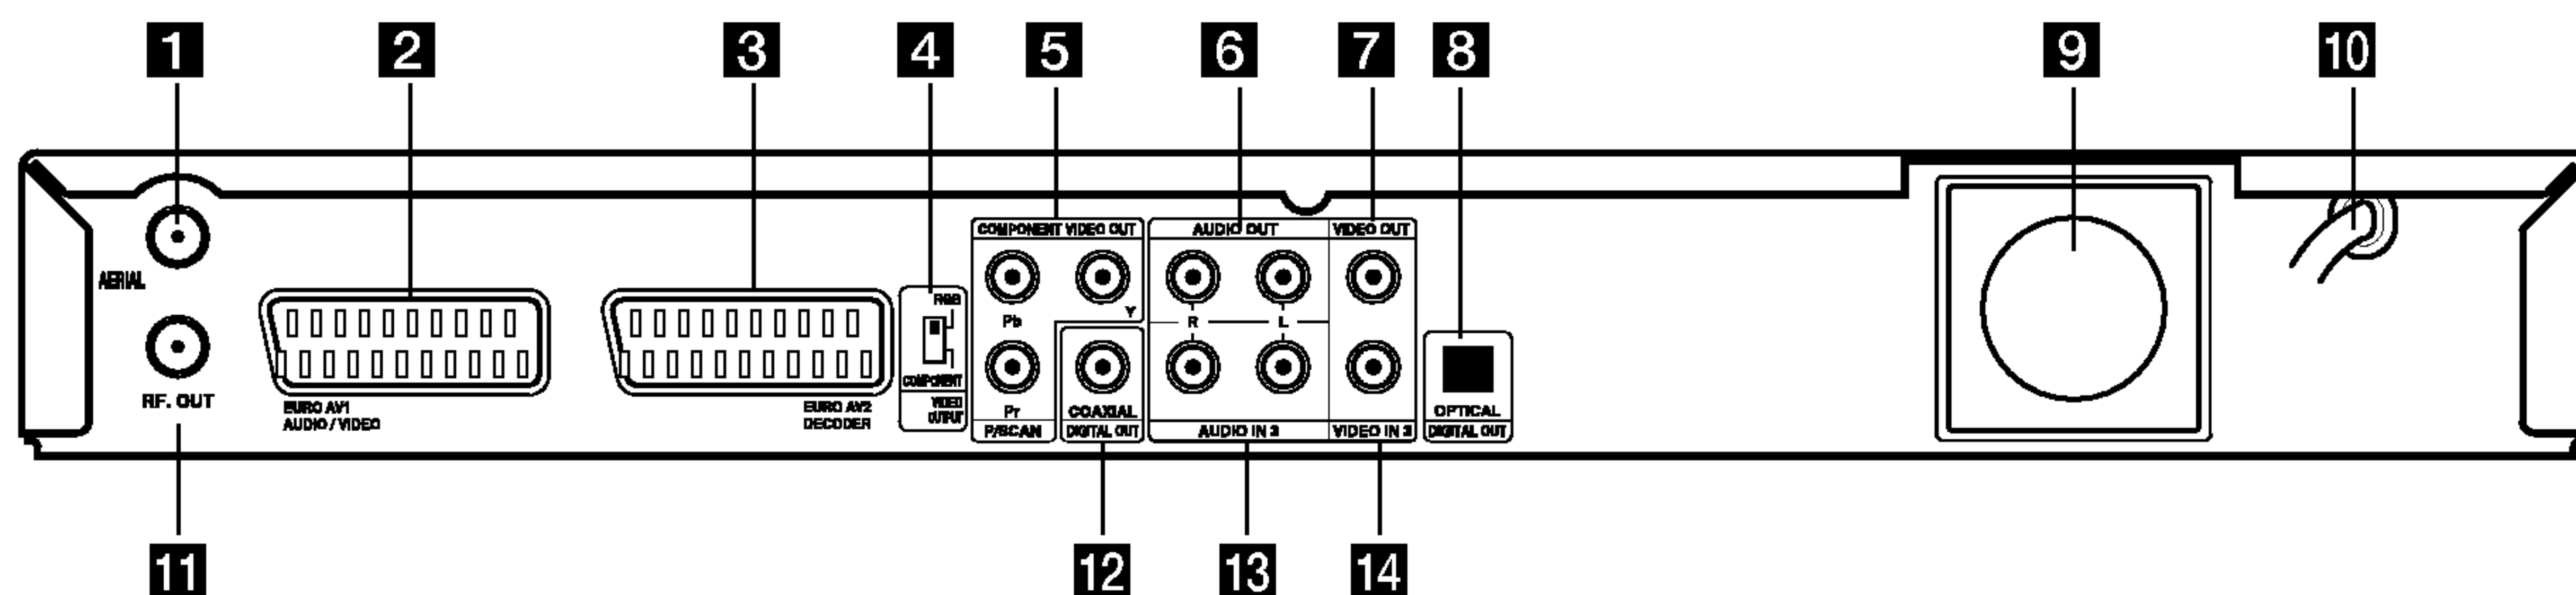 1 2 3 4 5 6 7 8 9 10
COMPONENT VIDEO OUT AUDIO OUT VIDEO OUT
AERIAL
RGB
Pb Y R L
COMPONENT
RF. OUT
EURO AV1
AUDIO / VIDEO
EURO AV2
DECODER
VIDEO
OUTPUT
Pr COAXIAL OPTICAL
P/SCAN DIGITAL OUT AUDIO IN 3 VIDEO IN 3 DIGITAL OUT
11 12 13 14